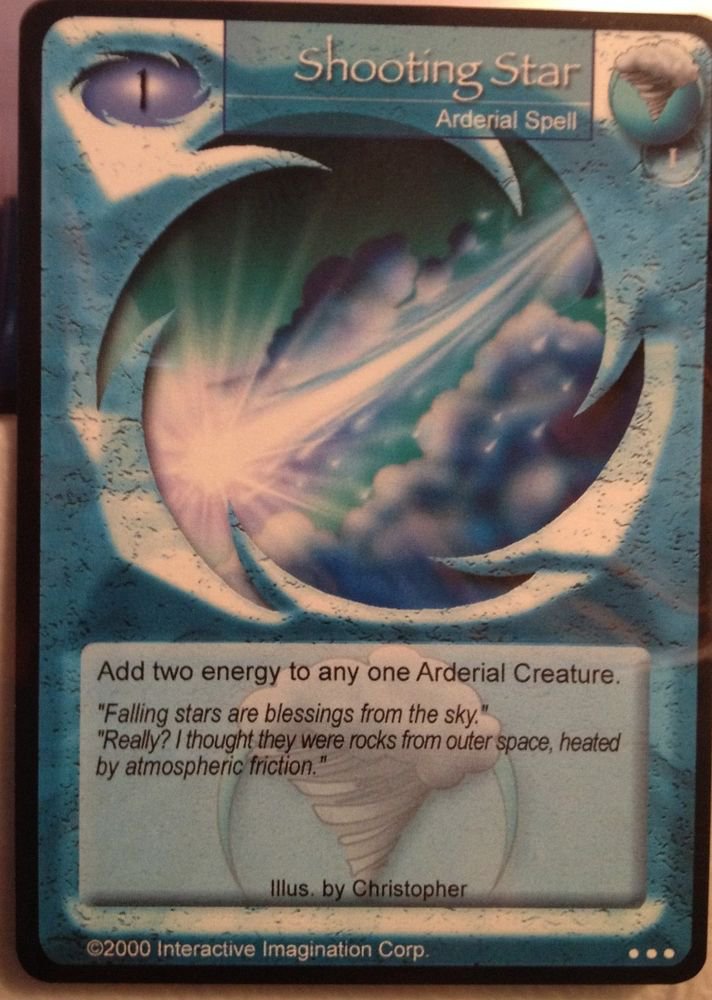 1
Shooting Star
Arderial Spell
1
Add two energy to any one Arderial Creature.
"Falling stars are blessings from the sky."
"Really? I thought they were rocks from outer space, heated
by atmospheric friction."
Illus. by Christopher
©2000 Interactive Imagination Corp.